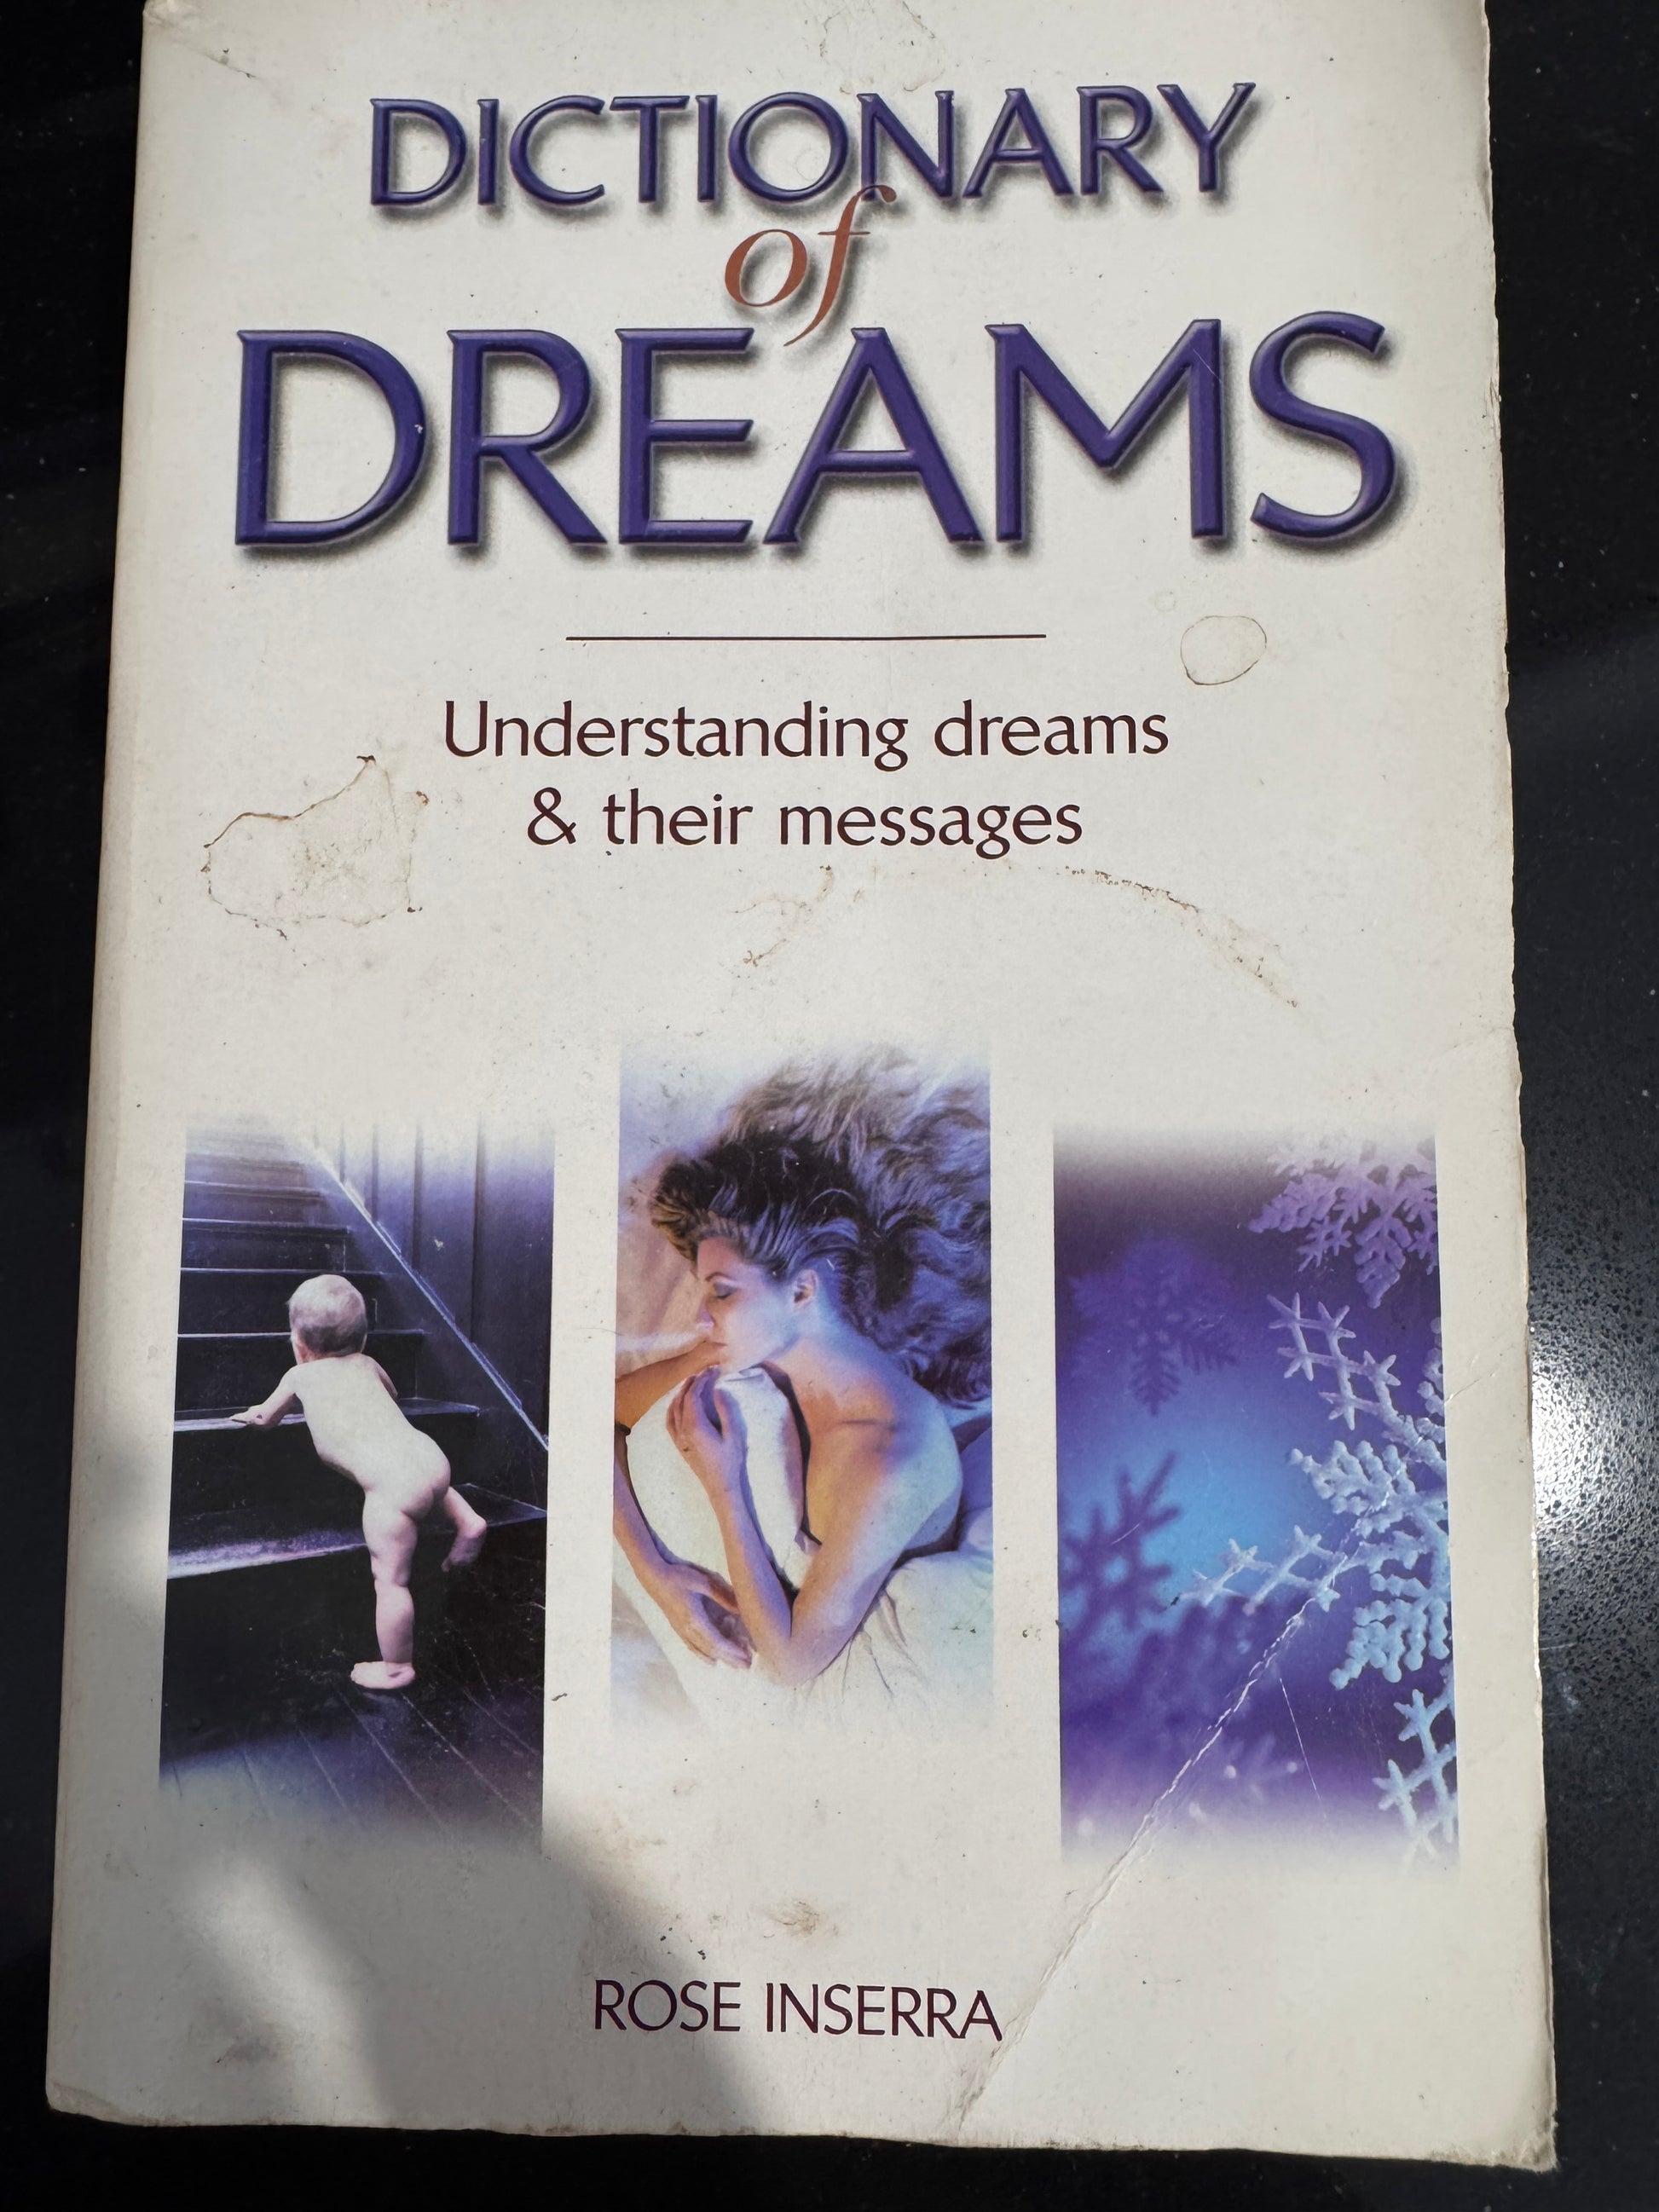 DICTIONARY
of
DREAMS
Understanding dreams
& their messages
ROSE INSERRA